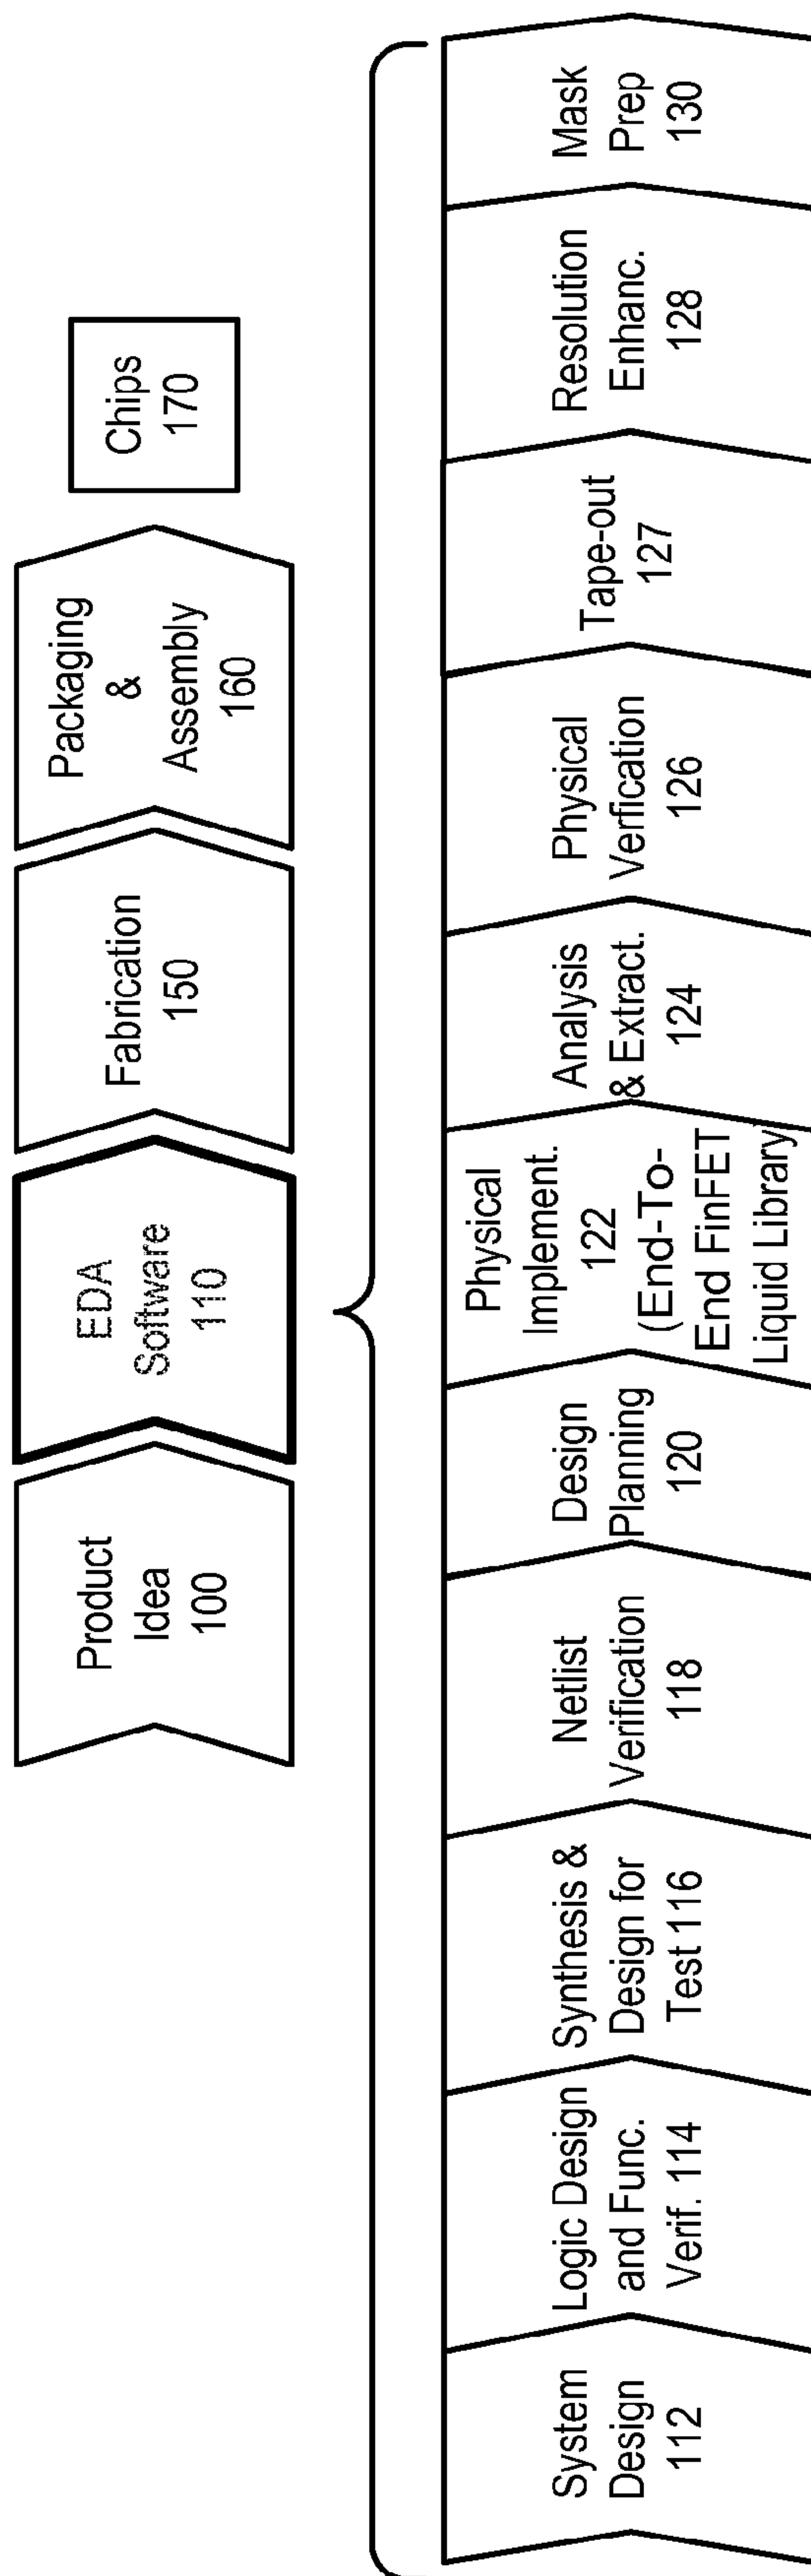 Product
Idea
100
EDA
Software
110
Fabrication
150
Packaging
&
Assembly
160
Chips
170
System
Design
112
Logic Design
and Func.
Verif. 114
Synthesis &
Design for
Test 116
Netlist
Verification
118
Design
Planning
120
Physical
Implement.
122
(End-To-
End FinFET
Liquid Library
Analysis
& Extract.
124
Physical
Verfication
126
Tape-out
127
Resolution
Enhanc.
128
Mask
Prep
130